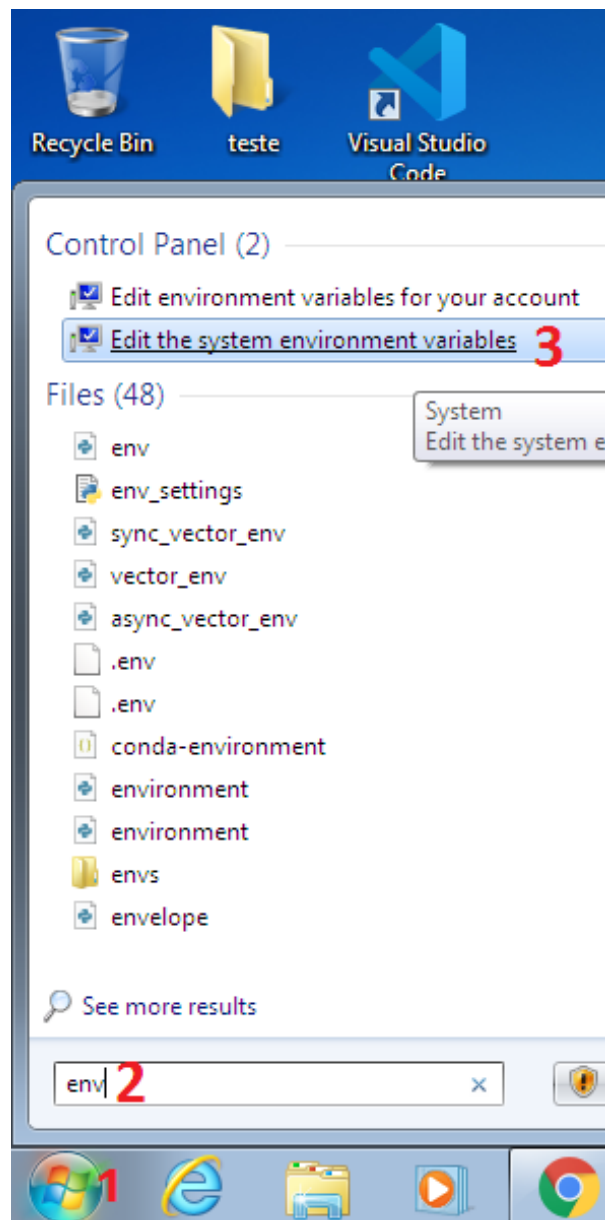 Recycle Bin
teste
Visual Studio
Code
Control Panel (2)
Edit environment variables for your account
Edit the system environment variables 3
Files (48)
System
Edit the system e
env
env_settings
sync_vector_env
vector_env
async_vector_env
.env
.env
conda-environment
environment
environment
envs
envelope
See more results
env 2
1